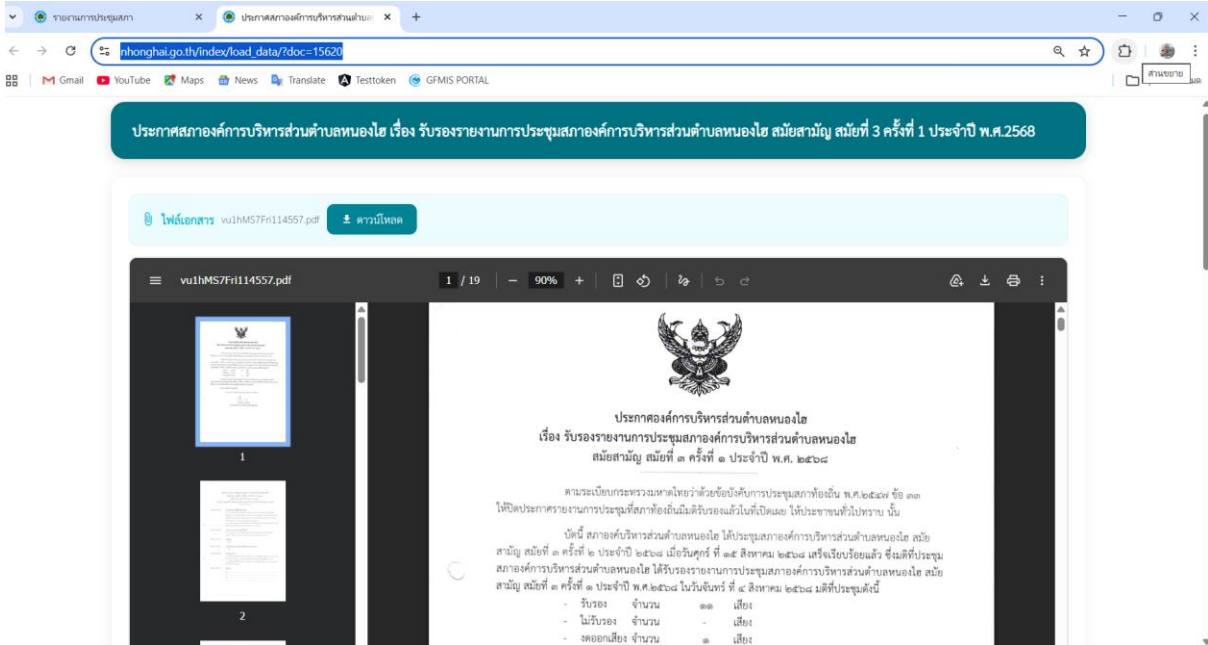 รายงานการประชุมสภา
ประกาศสภาองค์การบริหารส่วนตำบล
nhonghai.go.th/index/load_data/?doc=15620
Gmail
YouTube
Maps
News
Translate
Testtoken
GFMIS PORTAL
ส่วนขยาย
ประกาศสภาองค์การบริหารส่วนตำบลหนองไฮ เรื่อง รับรองรายงานการประชุมสภาองค์การบริหารส่วนตำบลหนองไฮ สมัยสามัญ สมัยที่ 3 ครั้งที่ 1 ประจำปี พ.ศ.2568
ไฟล์เอกสาร vu1hMS7Fri114557.pdf ดาวน์โหลด
vu1hMS7Fri114557.pdf 1 / 19 90%
1
2
ประกาศองค์การบริหารส่วนตำบลหนองไฮ
เรื่อง รับรองรายงานการประชุมสภาองค์การบริหารส่วนตำบลหนองไฮ
สมัยสามัญ สมัยที่ ๓ ครั้งที่ ๑ ประจำปี พ.ศ. ๒๕๖๘
ตามระเบียบกระทรวงมหาดไทยว่าด้วยข้อบังคับการประชุมสภาท้องถิ่น พ.ศ.๒๕๔๗ ข้อ ๓๓
ให้ปิดประกาศรายงานการประชุมที่สภาท้องถิ่นมีมติรับรองแล้วในที่เปิดเผย ให้ประชาชนทั่วไปทราบ นั้น
บัดนี้ สภาองค์บริหารส่วนตำบลหนองไฮ ได้ประชุมสภาองค์การบริหารส่วนตำบลหนองไฮ สมัย
สามัญ สมัยที่ ๓ ครั้งที่ ๒ ประจำปี ๒๕๖๘ เมื่อวันศุกร์ ที่ ๑๕ สิงหาคม ๒๕๖๘ เสร็จเรียบร้อยแล้ว ซึ่งมติที่ประชุม
สภาองค์การบริหารส่วนตำบลหนองไฮ ได้รับรองรายงานการประชุมสภาองค์การบริหารส่วนตำบลหนองไฮ สมัย
สามัญ สมัยที่ ๓ ครั้งที่ ๑ ประจำปี พ.ศ.๒๕๖๘ ในวันจันทร์ ที่ ๔ สิงหาคม ๒๕๖๘ มติที่ประชุมดังนี้
- รับรอง จำนวน ๑๑ เสียง
- ไม่รับรอง จำนวน - เสียง
- งดออกเสียง จำนวน ๑ เสียง